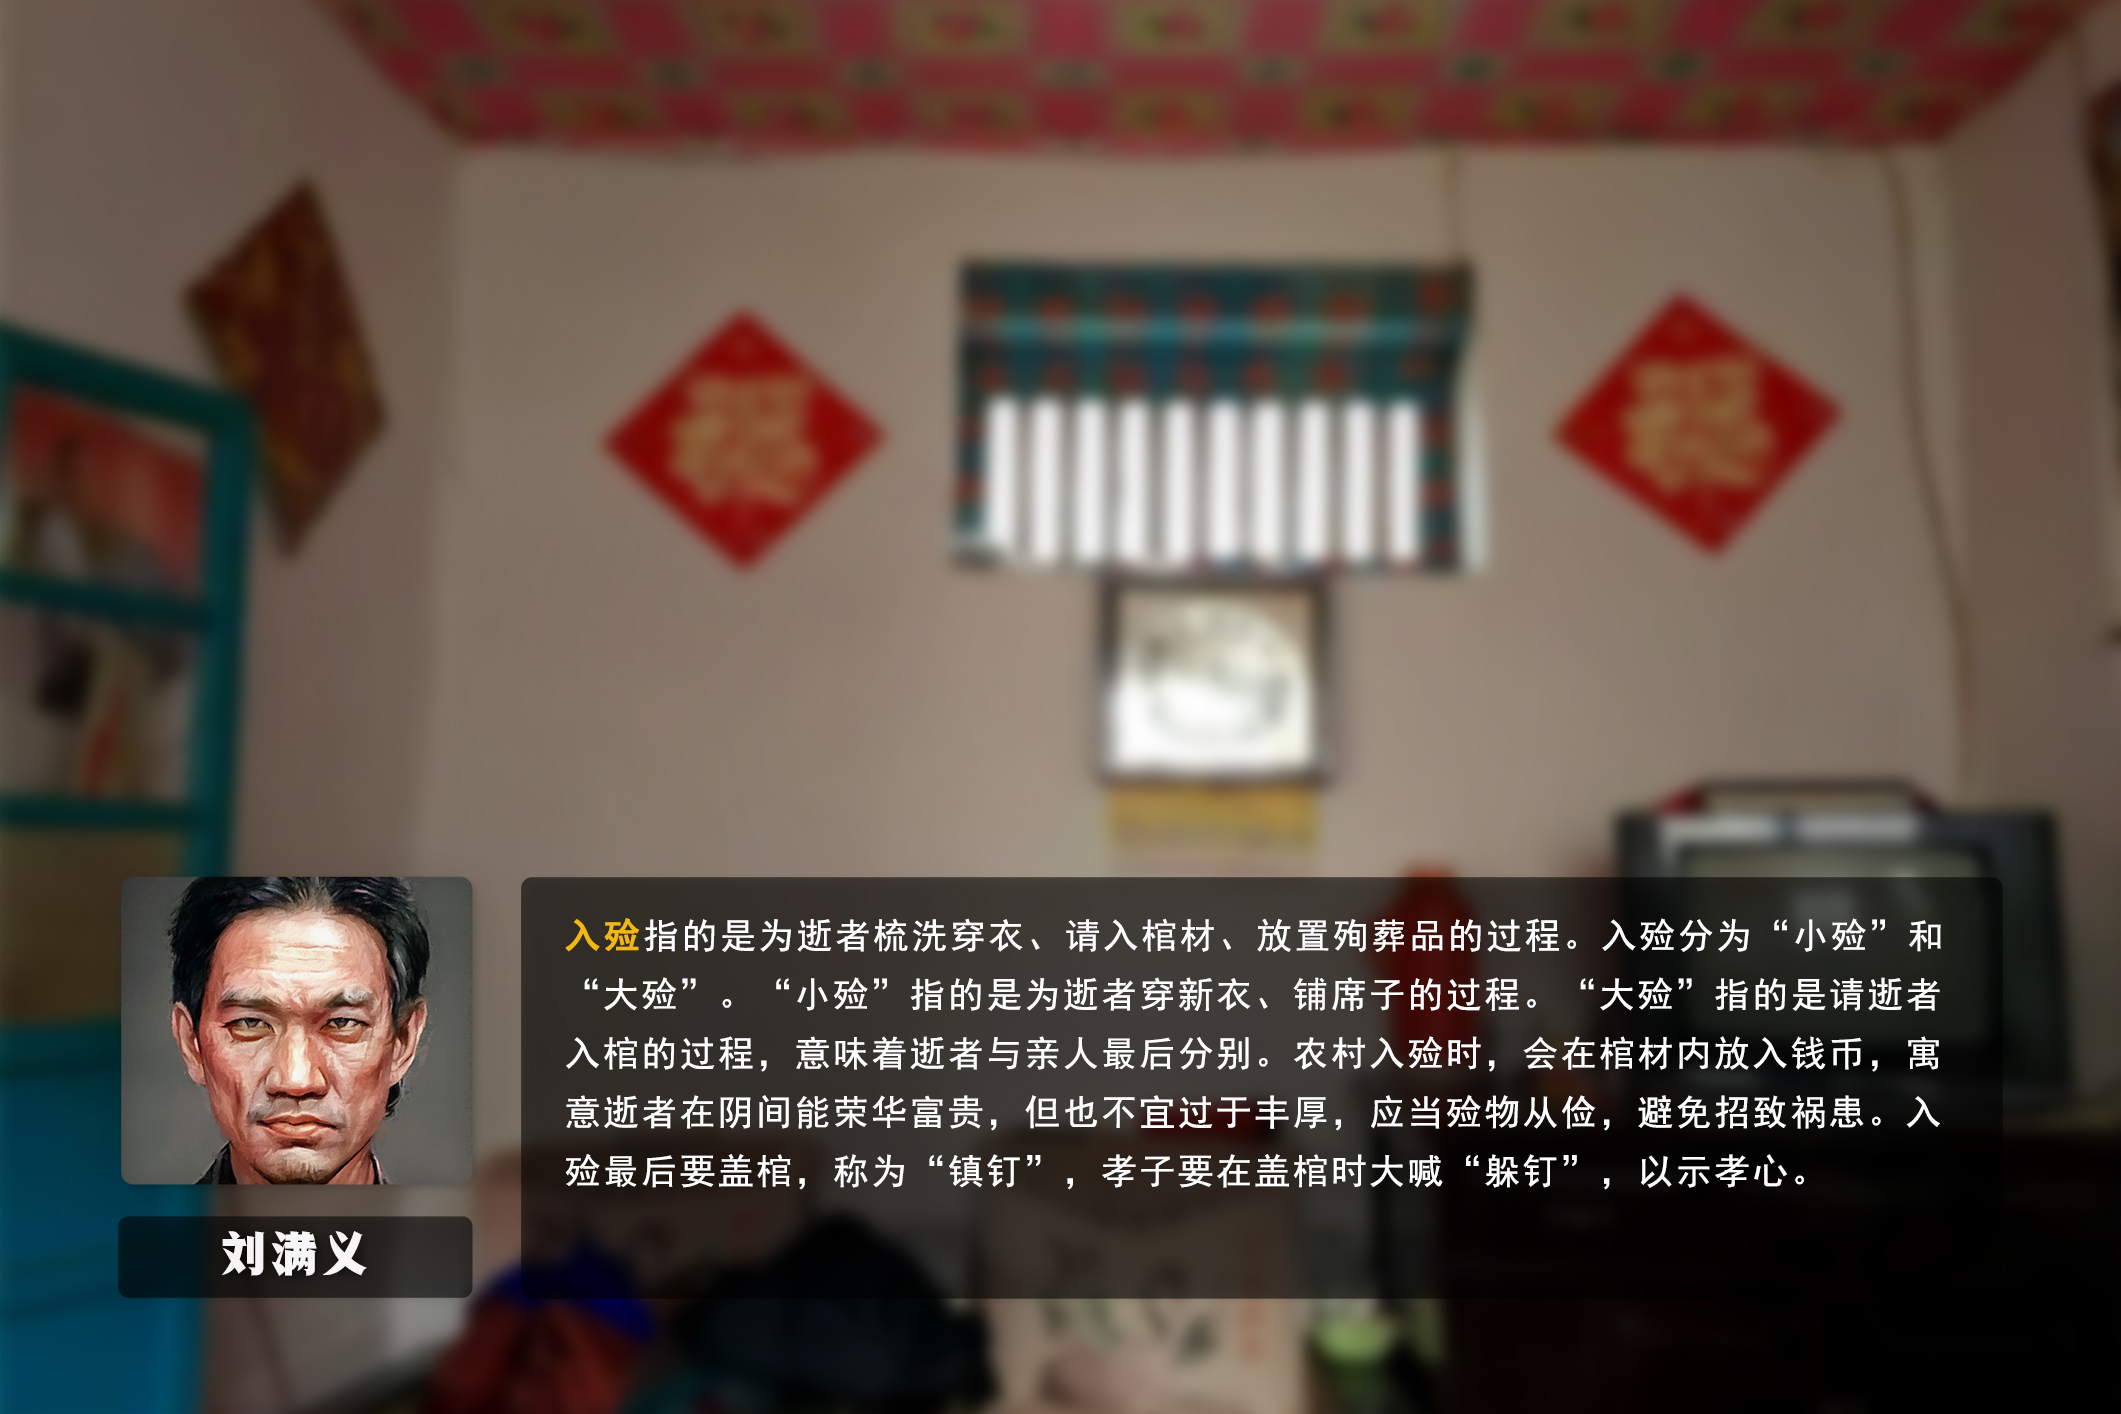 入殓指的是为逝者梳洗穿衣、请入棺材、放置殉葬品的过程。入殓分为“小殓”和
“大殓”。“小殓”指的是为逝者穿新衣、铺席子的过程。“大殓”指的是请逝者
入棺的过程，意味着逝者与亲人最后分别。农村入殓时，会在棺材内放入钱币，寓
意逝者在阴间能荣华富贵，但也不宜过于丰厚，应当殓物从俭，避免招致祸患。入
殓最后要盖棺，称为“镇钉”，孝子要在盖棺时大喊“躲钉”，以示孝心。
刘满义